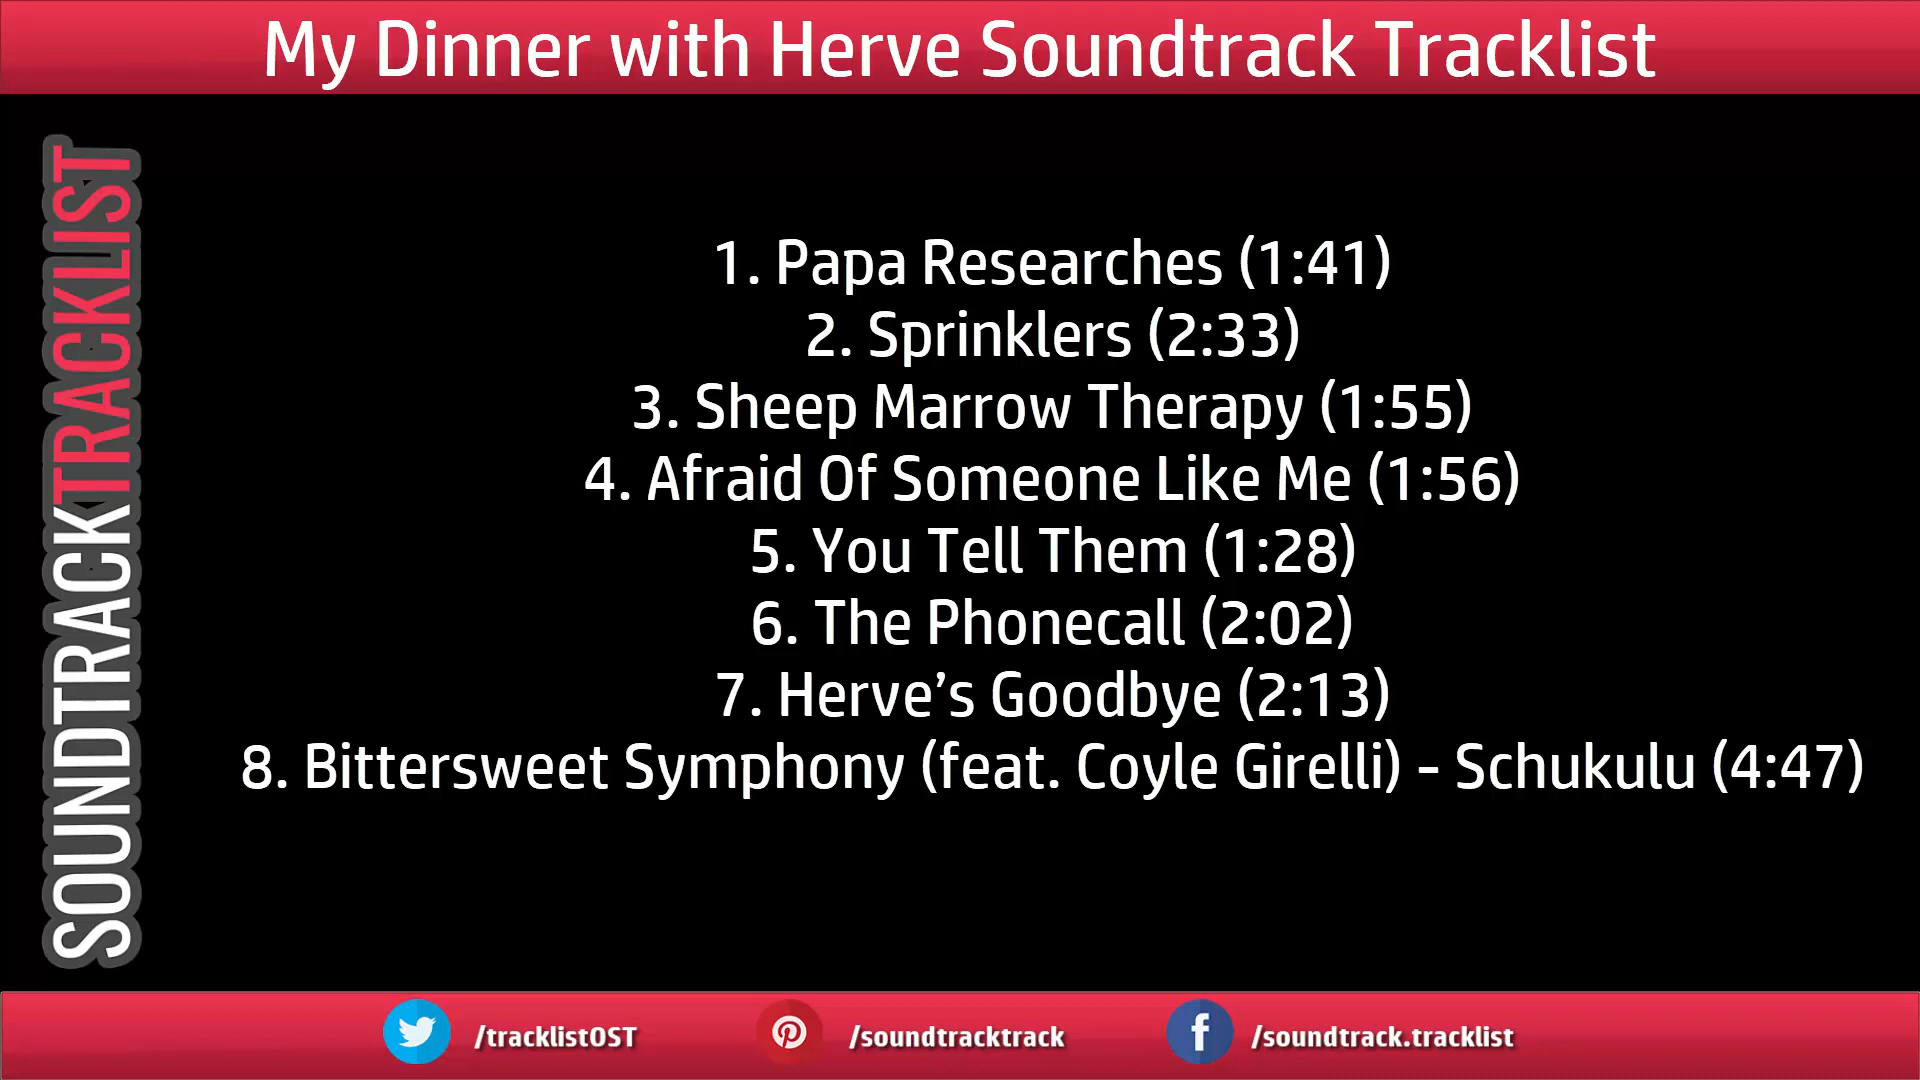 My Dinner with Herve Soundtrack Tracklist
SOUNDTRACKTRACKLIST
1. Papa Researches (1:41)
2. Sprinklers (2:33)
3. Sheep Marrow Therapy (1:55)
4. Afraid Of Someone Like Me (1:56)
5. You Tell Them (1:28)
6. The Phonecall (2:02)
7. Herve’s Goodbye (2:13)
8. Bittersweet Symphony (feat. Coyle Girelli) - Schukulu (4:47)
/tracklistOST
/soundtracktrack
/soundtrack.tracklist